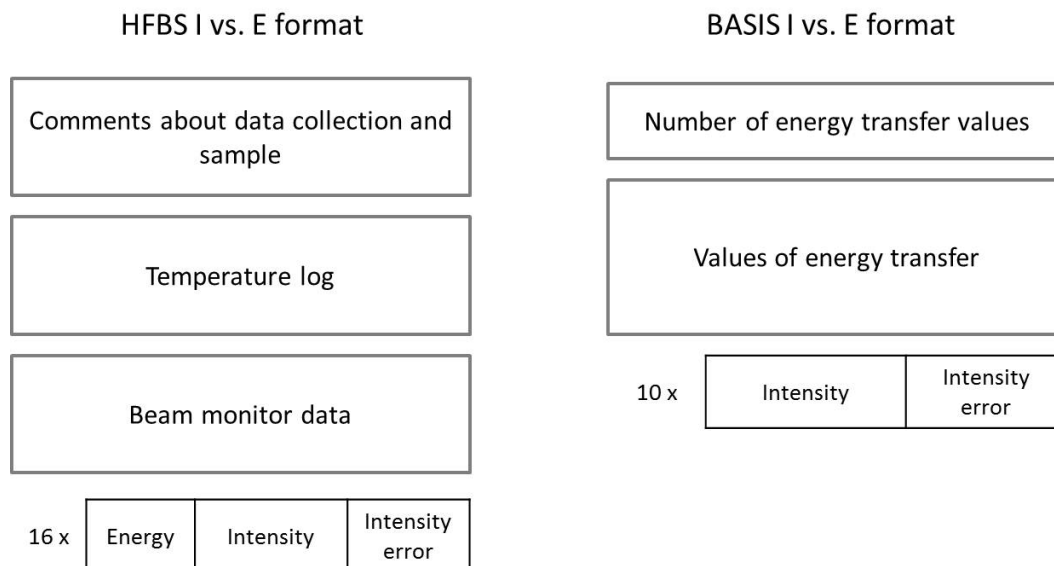 HFBS I vs. E format
Comments about data collection and
sample
Temperature log
Beam monitor data
16 x
Energy
Intensity
Intensity
error
BASIS I vs. E format
Number of energy transfer values
Values of energy transfer
10 x
Intensity
Intensity
error